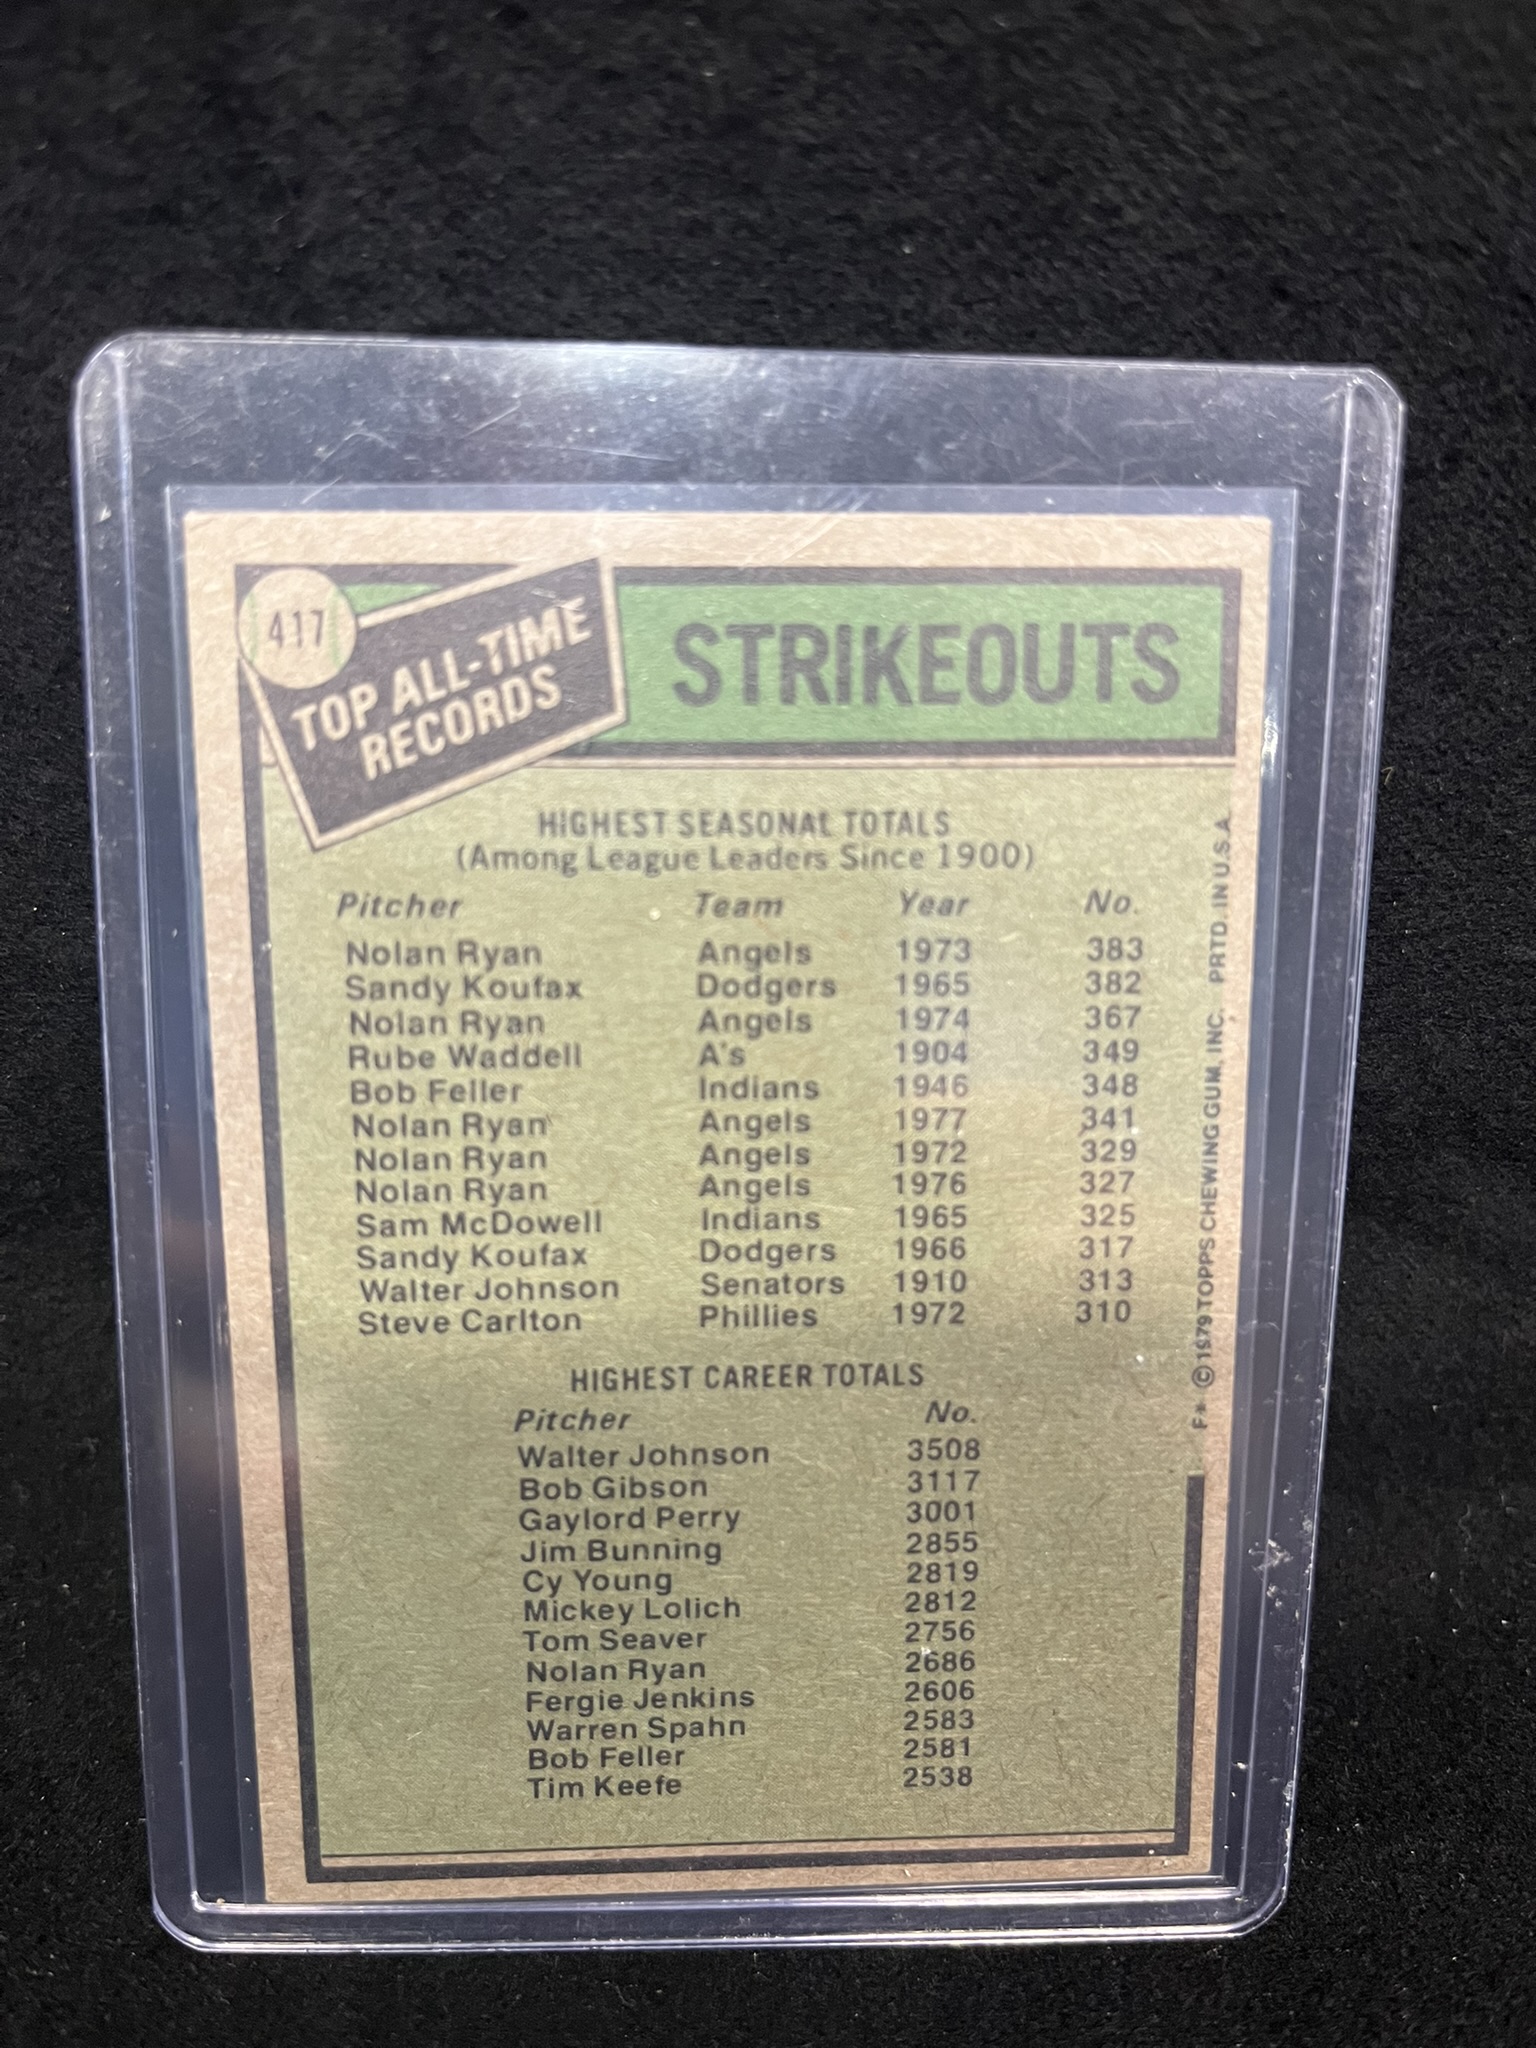 417
TOP ALL-TIME
RECORDS
STRIKEOUTS
HIGHEST SEASONAL TOTALS
(Among League Leaders Since 1900)
Pitcher Team Year No.
Nolan Ryan Angels 1973 383
Sandy Koufax Dodgers 1965 382
Nolan Ryan Angels 1974 367
Rube Waddell A's 1904 349
Bob Feller Indians 1946 348
Nolan Ryan Angels 1977 341
Nolan Ryan Angels 1972 329
Nolan Ryan Angels 1976 327
Sam McDowell Indians 1965 325
Sandy Koufax Dodgers 1966 317
Walter Johnson Senators 1910 313
Steve Carlton Phillies 1972 310
HIGHEST CAREER TOTALS
Pitcher No.
Walter Johnson 3508
Bob Gibson 3117
Gaylord Perry 3001
Jim Bunning 2855
Cy Young 2819
Mickey Lolich 2812
Tom Seaver 2756
Nolan Ryan 2686
Fergie Jenkins 2606
Warren Spahn 2583
Bob Feller 2581
Tim Keefe 2538
F* © 1979 TOPPS CHEWING GUM, INC. PRTD. IN U.S.A.